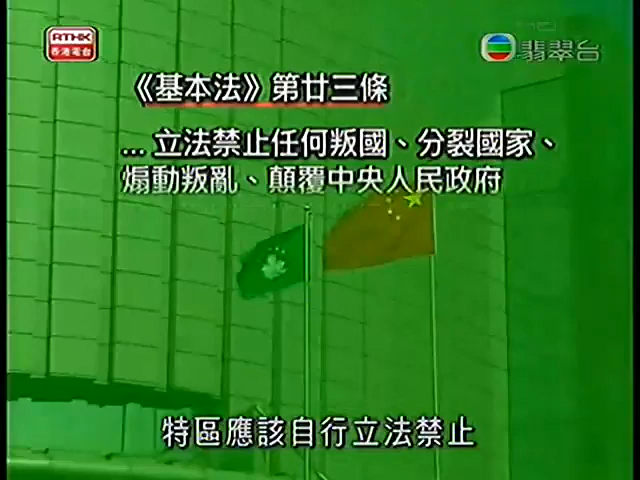 RTHK
香港電台
翡翠台
《基本法》第廿三條
... 立法禁止任何叛國、分裂國家、
煽動叛亂、顛覆中央人民政府
特區應該自行立法禁止